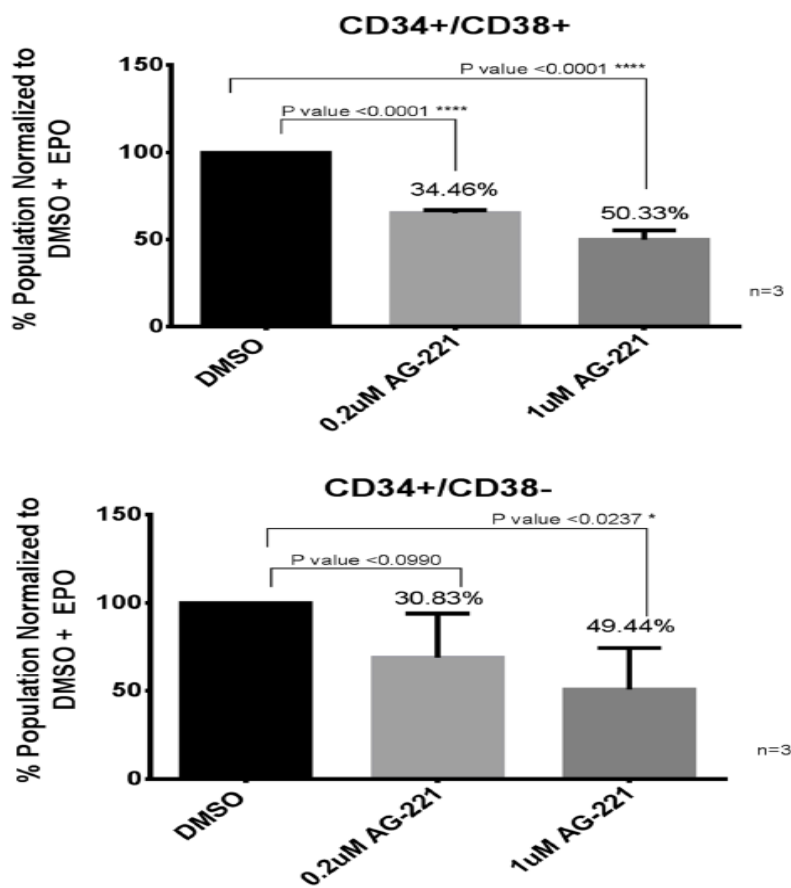 CD34+/CD38+
% Population Normalized to
DMSO + EPO
150
100
50
0
P value <0.0001 ****
P value <0.0001 ****
34.46%
50.33%
n=3
DMSO
0.2uM AG-221
1uM AG-221
CD34+/CD38-
% Population Normalized to
DMSO + EPO
150
100
50
0
P value <0.0237 *
P value <0.0990
30.83%
49.44%
n=3
DMSO
0.2uM AG-221
1uM AG-221